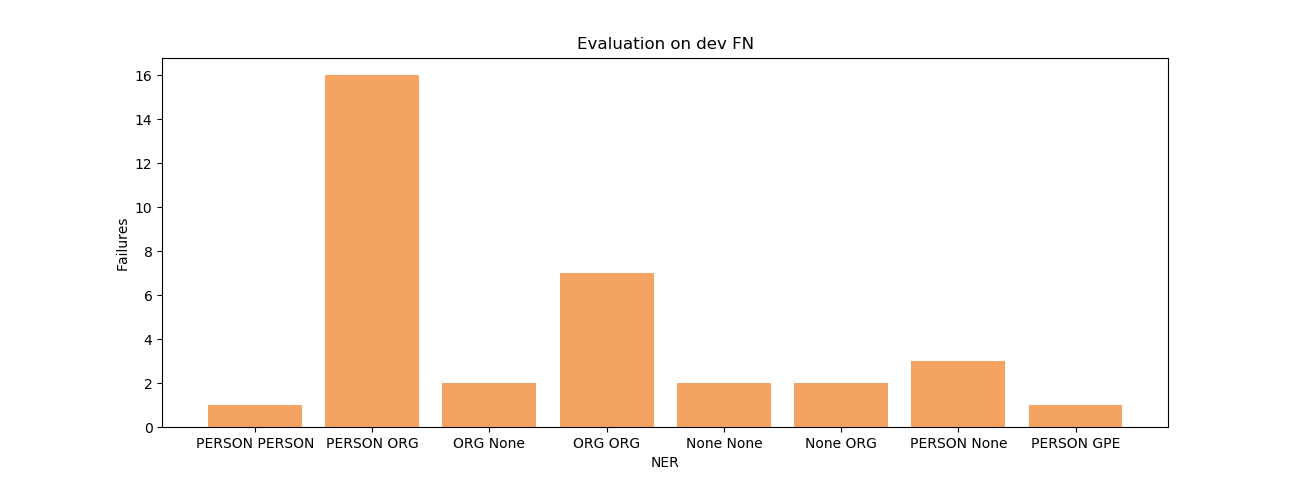 Evaluation on dev FN
Failures
16
14
12
10
8
6
4
2
0
PERSON PERSON PERSON ORG ORG None ORG ORG None None None ORG PERSON None PERSON GPE
NER